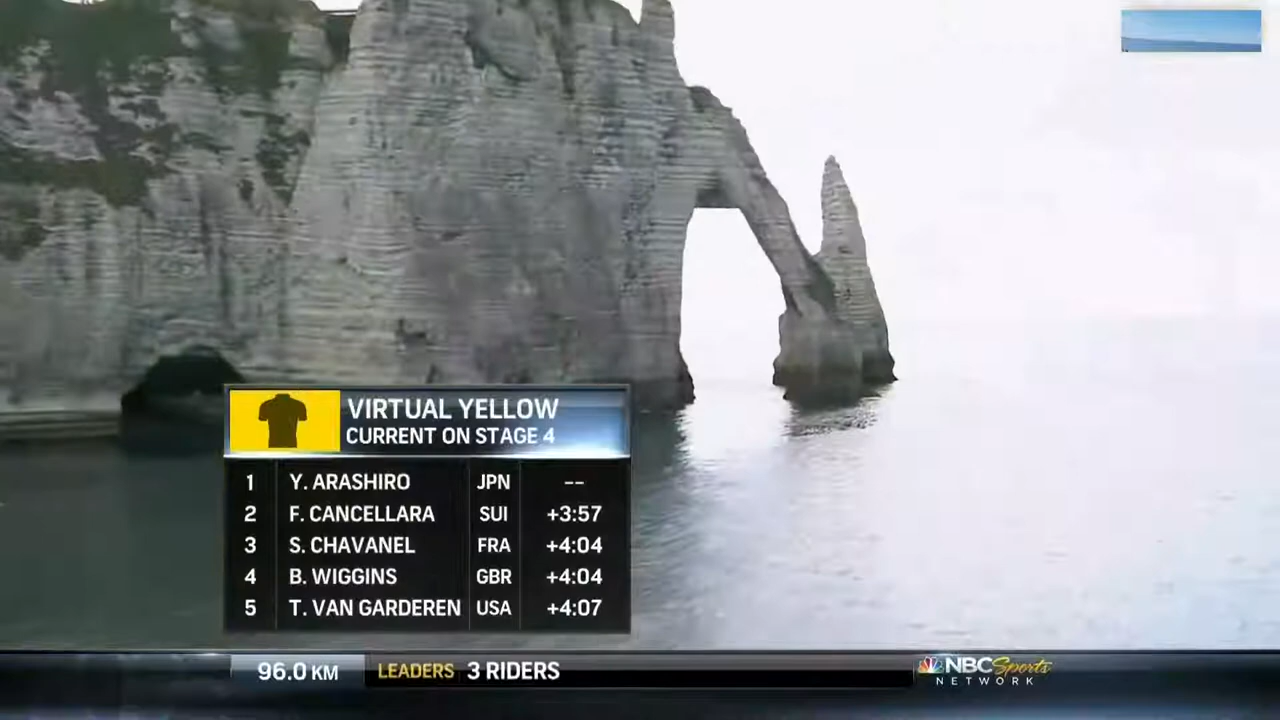 VIRTUAL YELLOW
CURRENT ON STAGE 4
1 Y. ARASHIRO JPN --
2 F. CANCELLARA SUI +3:57
3 S. CHAVANEL FRA +4:04
4 B. WIGGINS GBR +4:04
5 T. VAN GARDEREN USA +4:07
96.0 KM LEADERS 3 RIDERS NBC Sports
NETWORK